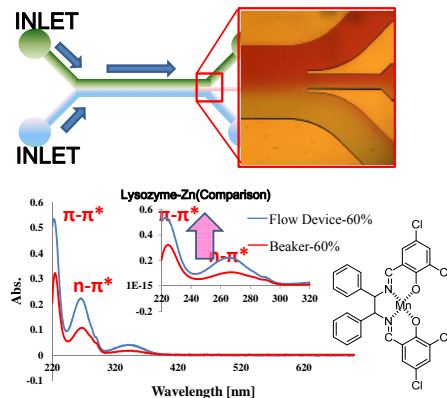 INLET
INLET
Lysozyme-Zn(Comparison)
π-π*
n-π*
Abs.
0.6
0.5
0.4
0.3
0.2
0.1
0
-0.1
220
420
620
Wavelength [nm]
π-π*
n-π*
0.6
0.4
0.2
1E-15
-0.2
220
240
260
280
300
320
Flow Device-60%
Beaker-60%
Cl
Cl
N=C
O
Mn
O
N=C
Cl
Cl